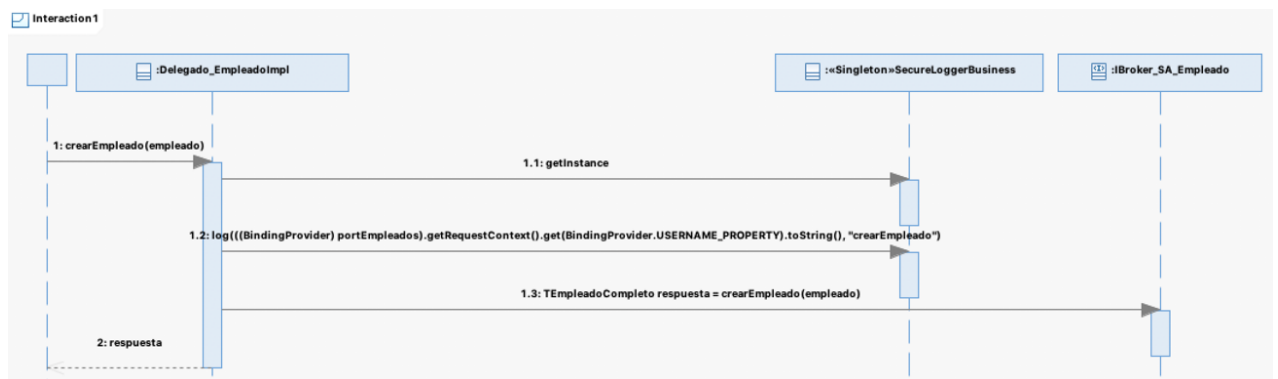 Interaction1
:Delegado_EmpleadoImpl
:«Singleton»SecureLoggerBusiness
:IBroker_SA_Empleado
1: crearEmpleado(empleado)
1.1: getInstance
1.2: log(((BindingProvider) portEmpleados).getRequestContext().get(BindingProvider.USERNAME_PROPERTY).toString(), "crearEmpleado")
1.3: TEmpleadoCompleto respuesta = crearEmpleado(empleado)
2: respuesta